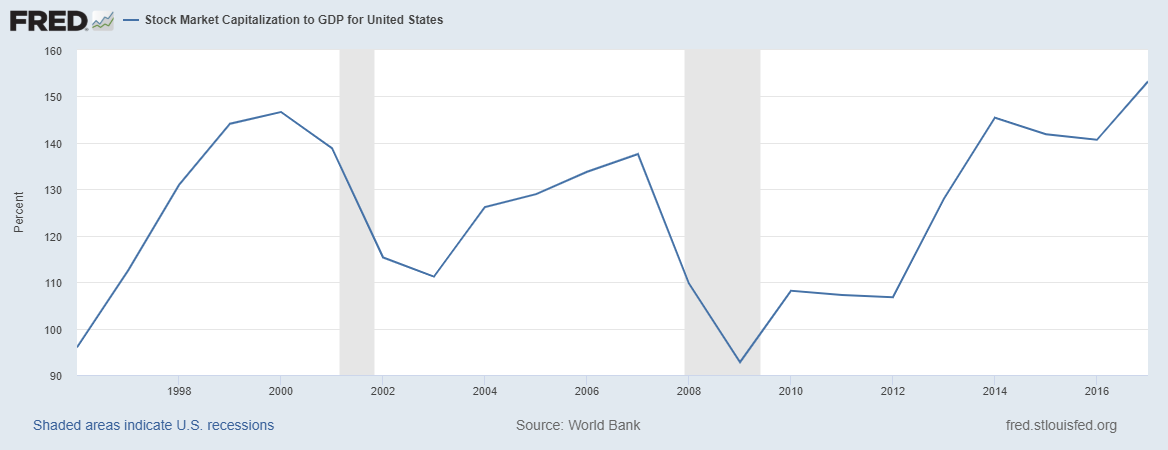 FRED
Stock Market Capitalization to GDP for United States
160
150
140
130
120
110
100
90
Percent
1998 2000 2002 2004 2006 2008 2010 2012 2014 2016
Shaded areas indicate U.S. recessions Source: World Bank fred.stlouisfed.org